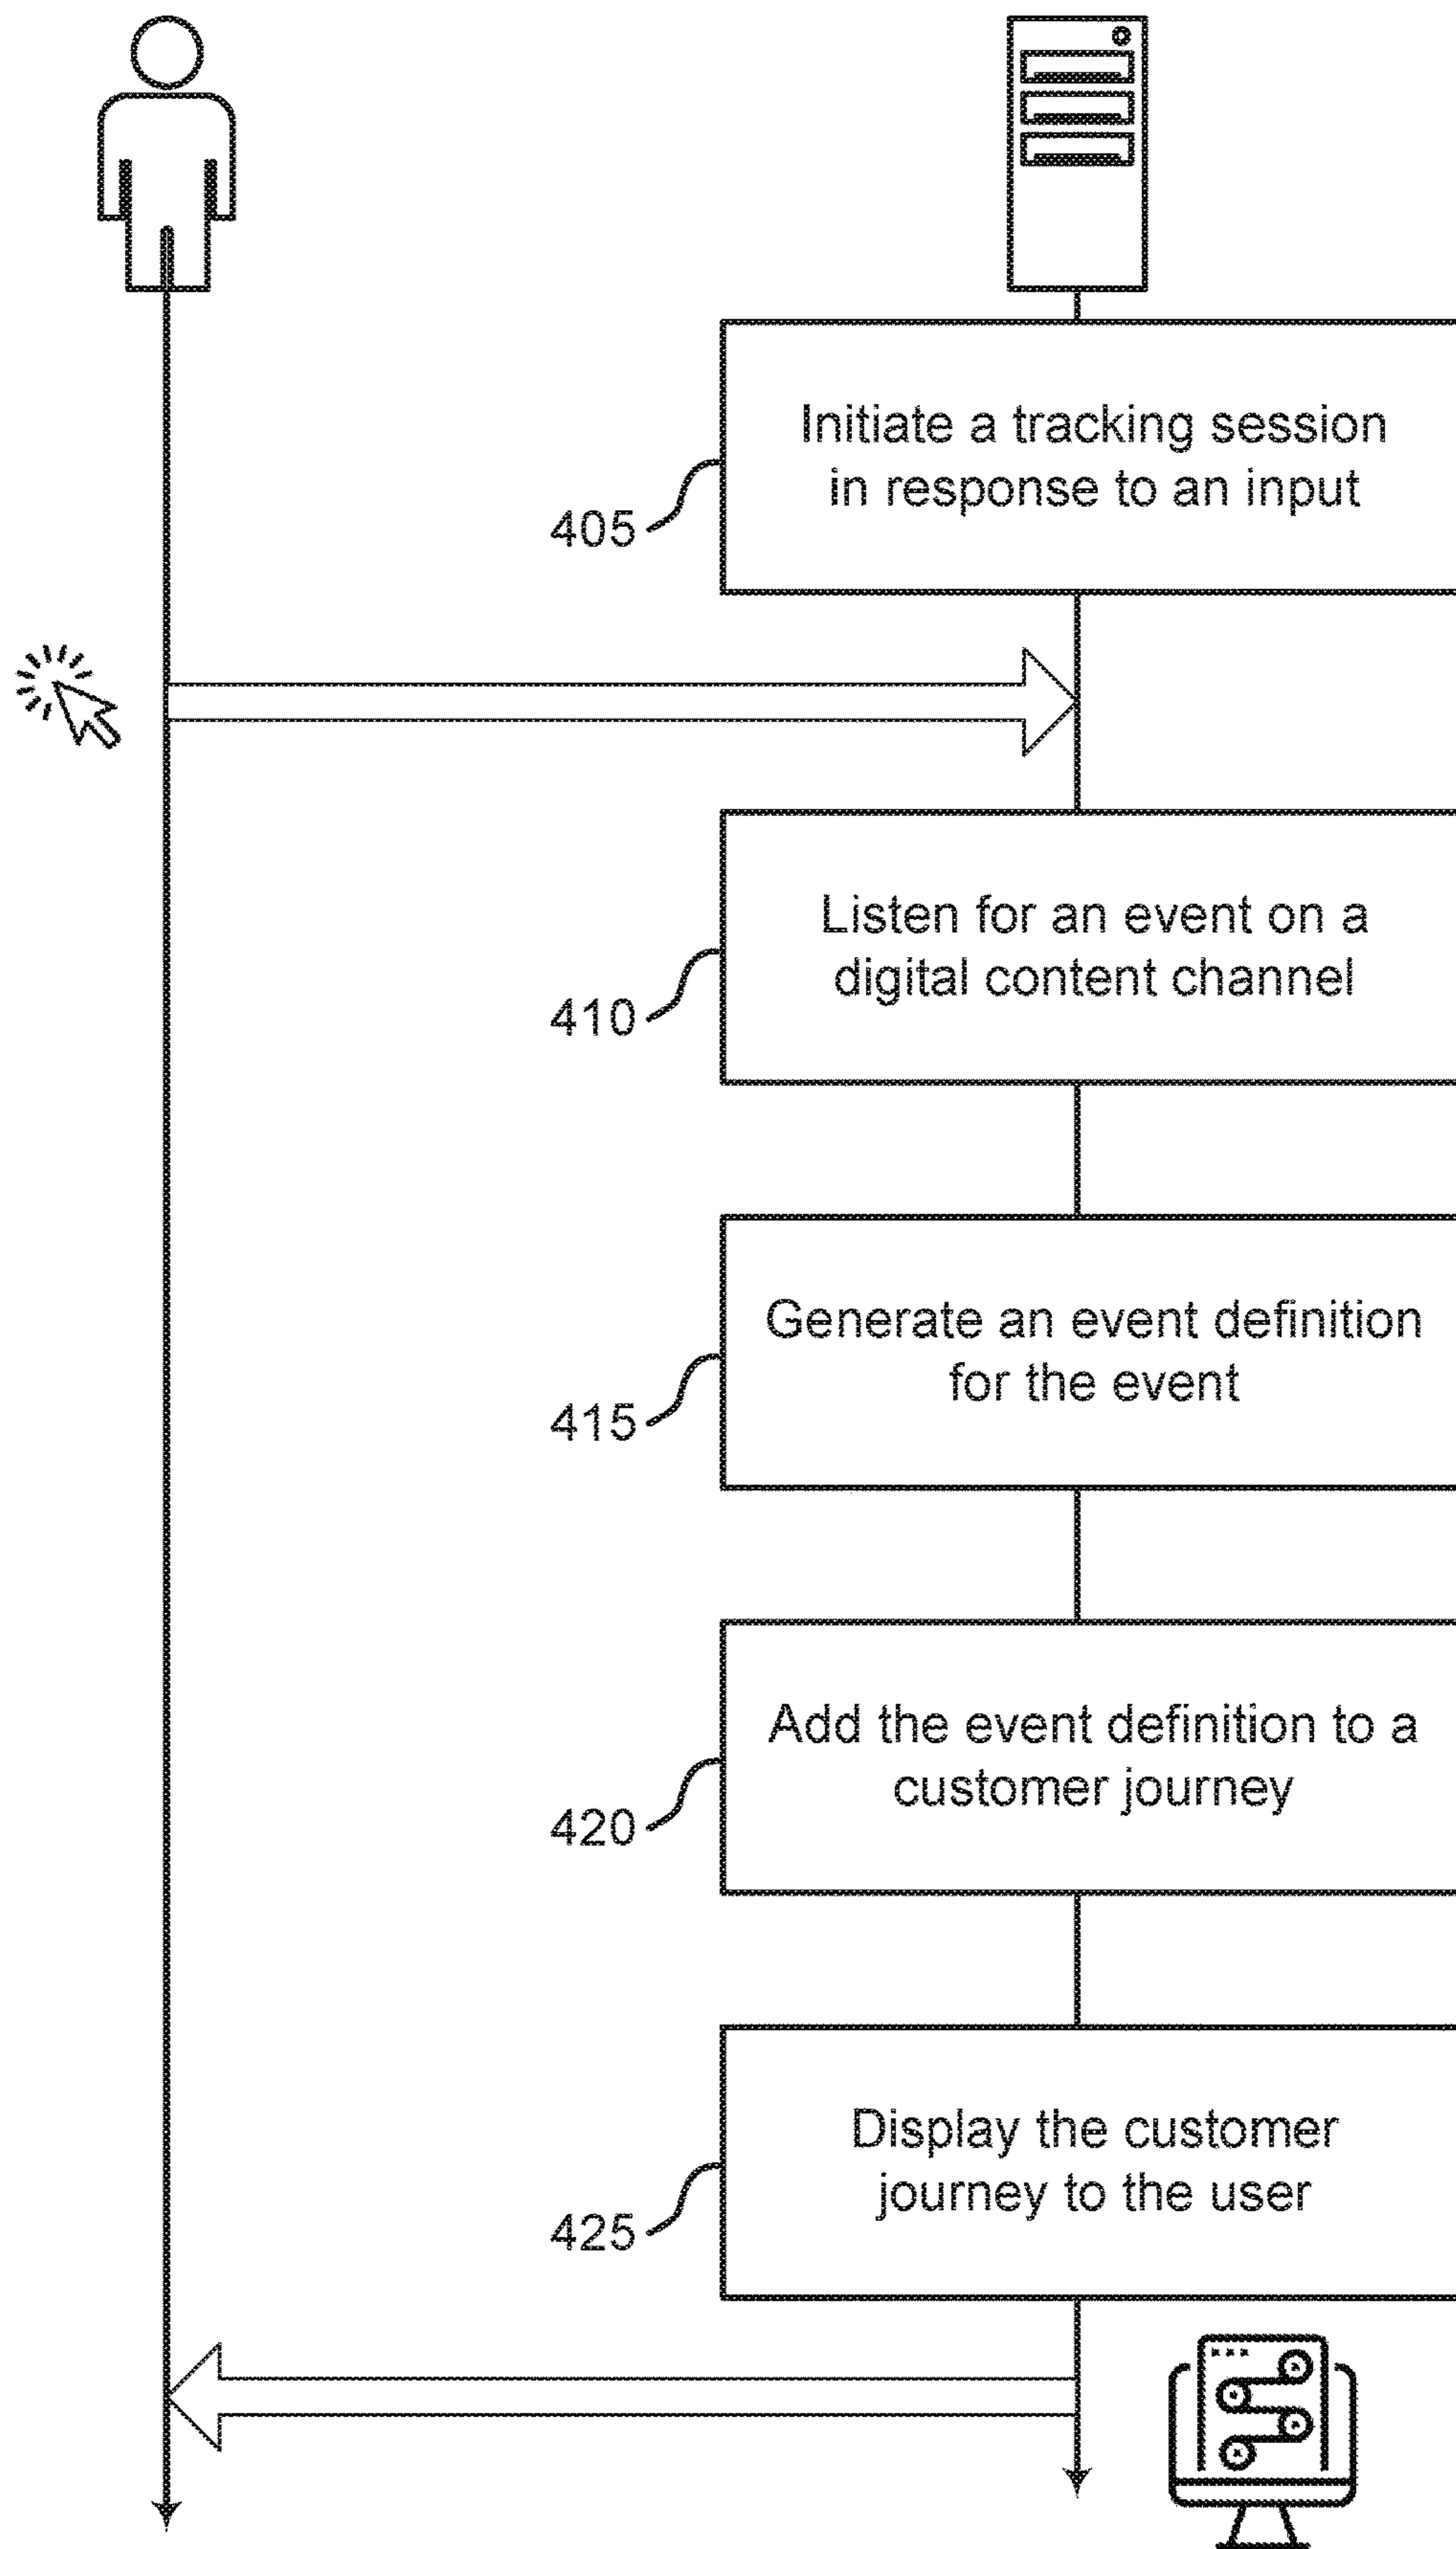 Initiate a tracking session
in response to an input
405
Listen for an event on a
digital content channel
410
Generate an event definition
for the event
415
Add the event definition to a
customer journey
420
Display the customer
journey to the user
425